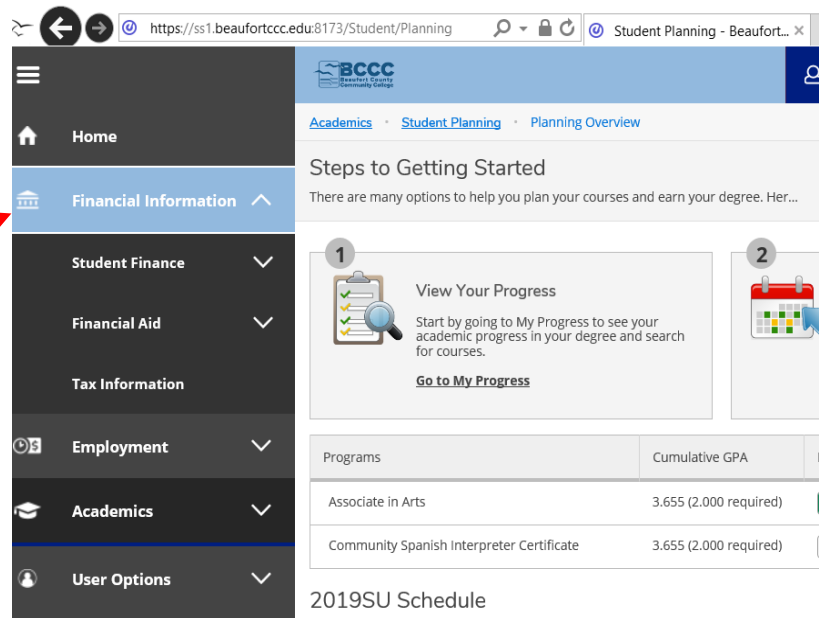 https://ss1.beaufortccc.edu:8173/Student/Planning
Student Planning - Beaufort...
BCCC
Beaufort County
Community College
Home
Financial Information
Student Finance
Financial Aid
Tax Information
Employment
Academics
User Options
Academics · Student Planning · Planning Overview
Steps to Getting Started
There are many options to help you plan your courses and earn your degree. Her...
1
View Your Progress
Start by going to My Progress to see your
academic progress in your degree and search
for courses.
Go to My Progress
2
Programs Cumulative GPA
Associate in Arts 3.655 (2.000 required)
Community Spanish Interpreter Certificate 3.655 (2.000 required)
2019SU Schedule